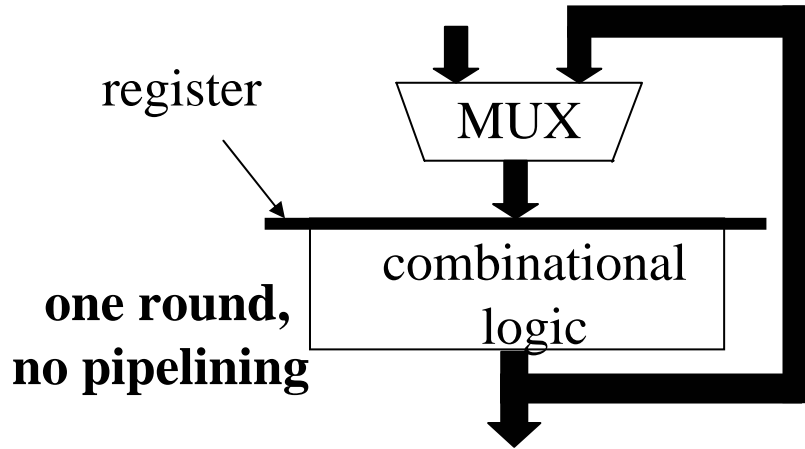 register
MUX
combinational
logic
one round,
no pipelining